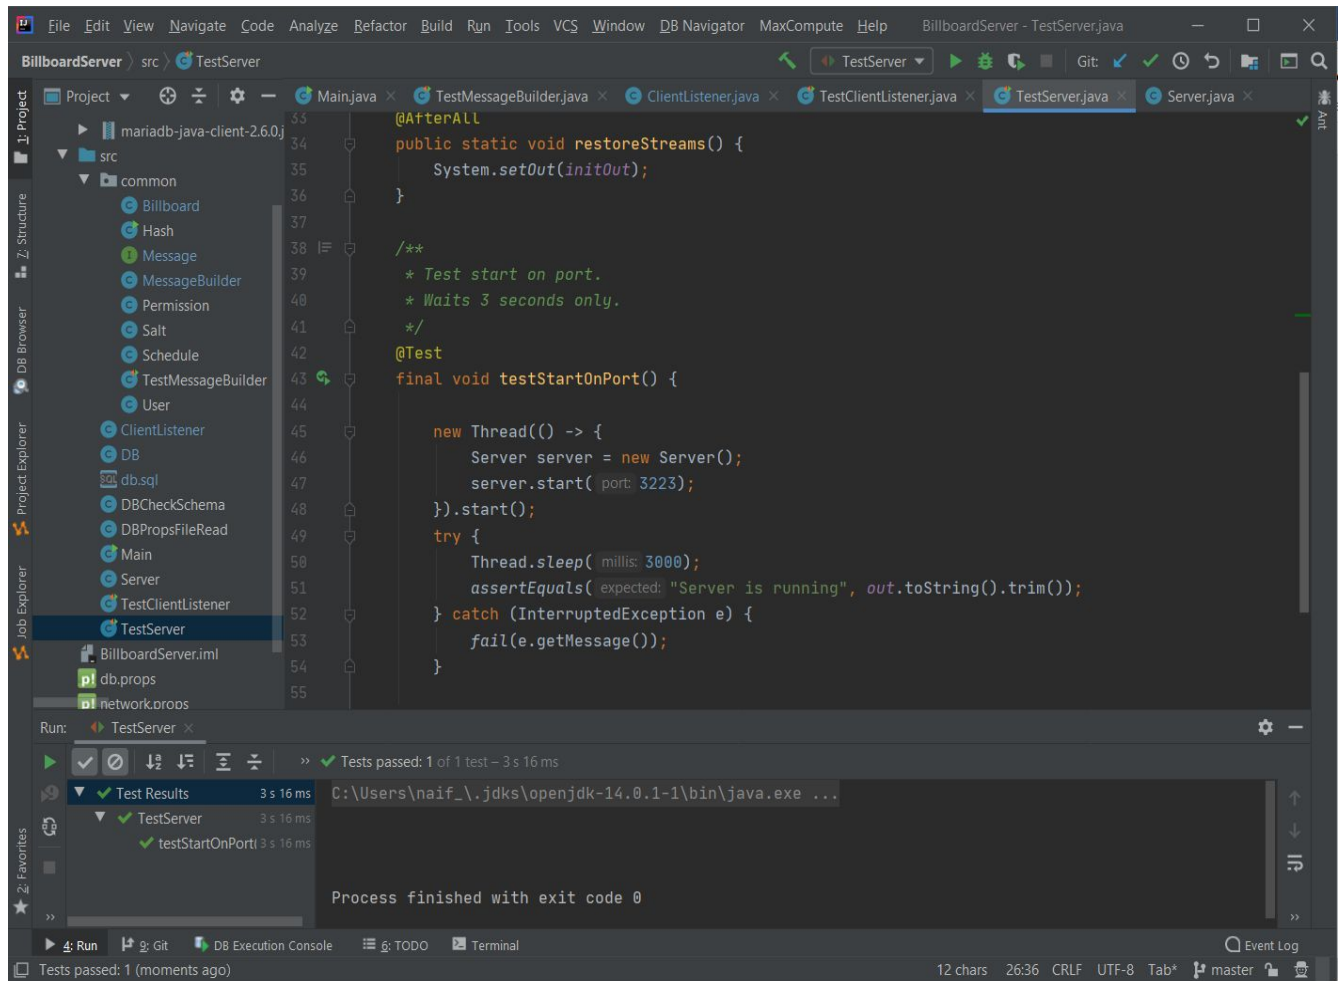 File Edit View Navigate Code Analyze Refactor Build Run Tools VCS Window DB Navigator MaxCompute Help BillboardServer - TestServer.java
BillboardServer src TestServer TestServer Git:
1: Project
Project
Main.java TestMessageBuilder.java ClientListener.java TestClientListener.java TestServer.java Server.java
Ant
mariadb-java-client-2.6.0.j
src
common
Billboard
Hash
Message
MessageBuilder
Permission
Salt
Schedule
TestMessageBuilder
User
ClientListener
DB
db.sql
DBCheckSchema
DBPropsFileRead
Main
Server
TestClientListener
TestServer
BillboardServer.iml
db.props
network.props
Z: Structure
DB Browser
Project Explorer
Job Explorer
2: Favorites
33 @AfterAll
34 public static void restoreStreams() {
35 System.setOut(initOut);
36 }
37
38 /**
39 * Test start on port.
40 * Waits 3 seconds only.
41 */
42 @Test
43 final void testStartOnPort() {
44
45 new Thread(() -> {
46 Server server = new Server();
47 server.start( port: 3223);
48 }).start();
49 try {
50 Thread.sleep( millis: 3000);
51 assertEquals( expected: "Server is running", out.toString().trim());
52 } catch (InterruptedException e) {
53 fail(e.getMessage());
54 }
55
Run: TestServer
Tests passed: 1 of 1 test – 3 s 16 ms
Test Results 3 s 16 ms
TestServer 3 s 16 ms
testStartOnPort( 3 s 16 ms
C:\Users\naif_\.jdks\openjdk-14.0.1-1\bin\java.exe ...
Process finished with exit code 0
4: Run 9: Git DB Execution Console 6: TODO Terminal Event Log
Tests passed: 1 (moments ago) 12 chars 26:36 CRLF UTF-8 Tab* master